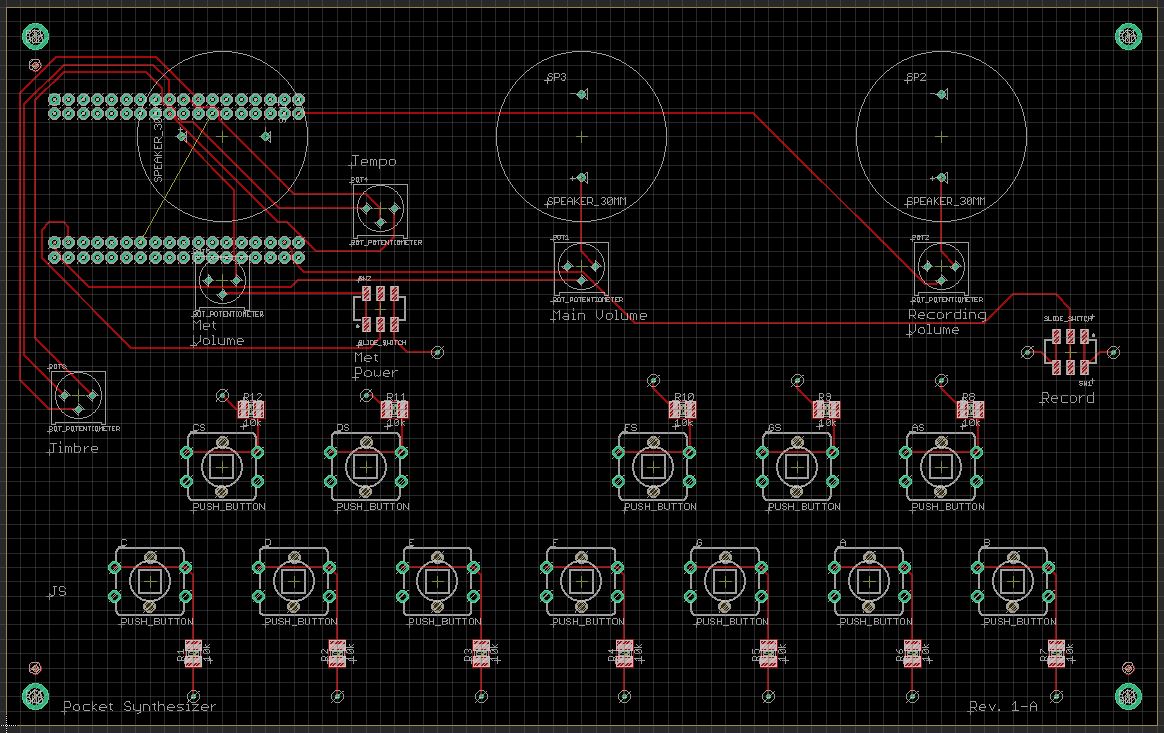 SP3
SP2
SPEAKER_30MM
Tempo
POT4
SPEAKER_30MM
SPEAKER_30MM
POT_POTENTIOMETER
POT1
POT2
POT_POTENTIOMETER
POT_POTENTIOMETER
POT_POTENTIOMETER
Met
Volume
SW2
Main Volume
Recording
Volume
SLIDE_SWITCH
SLIDE_SWITCH
Met
Power
SW1
Record
POT_POTENTIOMETER
Timbre
R12
10k
R11
10k
R10
10k
R9
10k
R8
10k
CS
DS
FS
GS
AS
PUSH_BUTTON
PUSH_BUTTON
PUSH_BUTTON
PUSH_BUTTON
PUSH_BUTTON
C
D
E
F
G
A
B
JS
PUSH_BUTTON
PUSH_BUTTON
PUSH_BUTTON
PUSH_BUTTON
PUSH_BUTTON
PUSH_BUTTON
PUSH_BUTTON
R1
10k
R2
10k
R3
10k
R4
10k
R5
10k
R6
10k
R7
10k
Pocket Synthesizer
Rev. 1-A